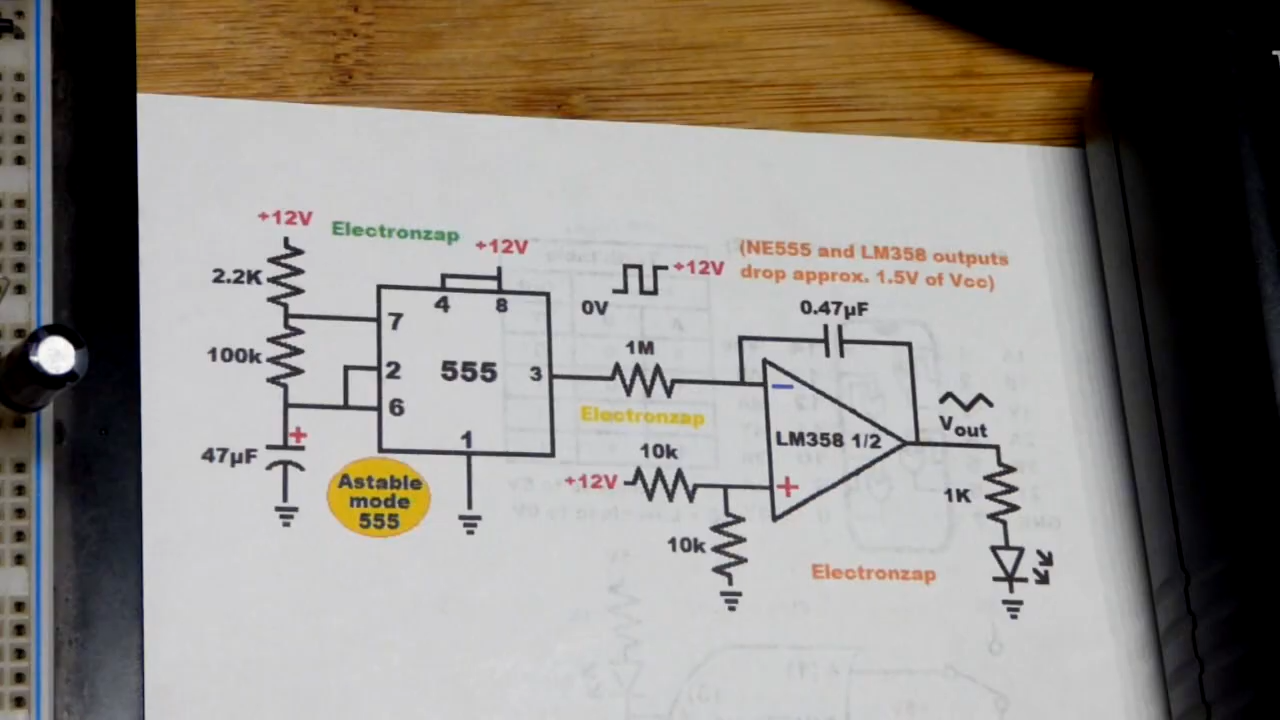 +12V
Electronzap
+12V
2.2K
7
4
8
0V
+12V
(NE555 and LM358 outputs
drop approx. 1.5V of Vcc)
0.47µF
100k
2
555
3
1M
6
Electronzap
+
47µF
1
Astable
mode
555
10k
+12V
−
LM358 1/2
+
Vout
10k
1K
Electronzap